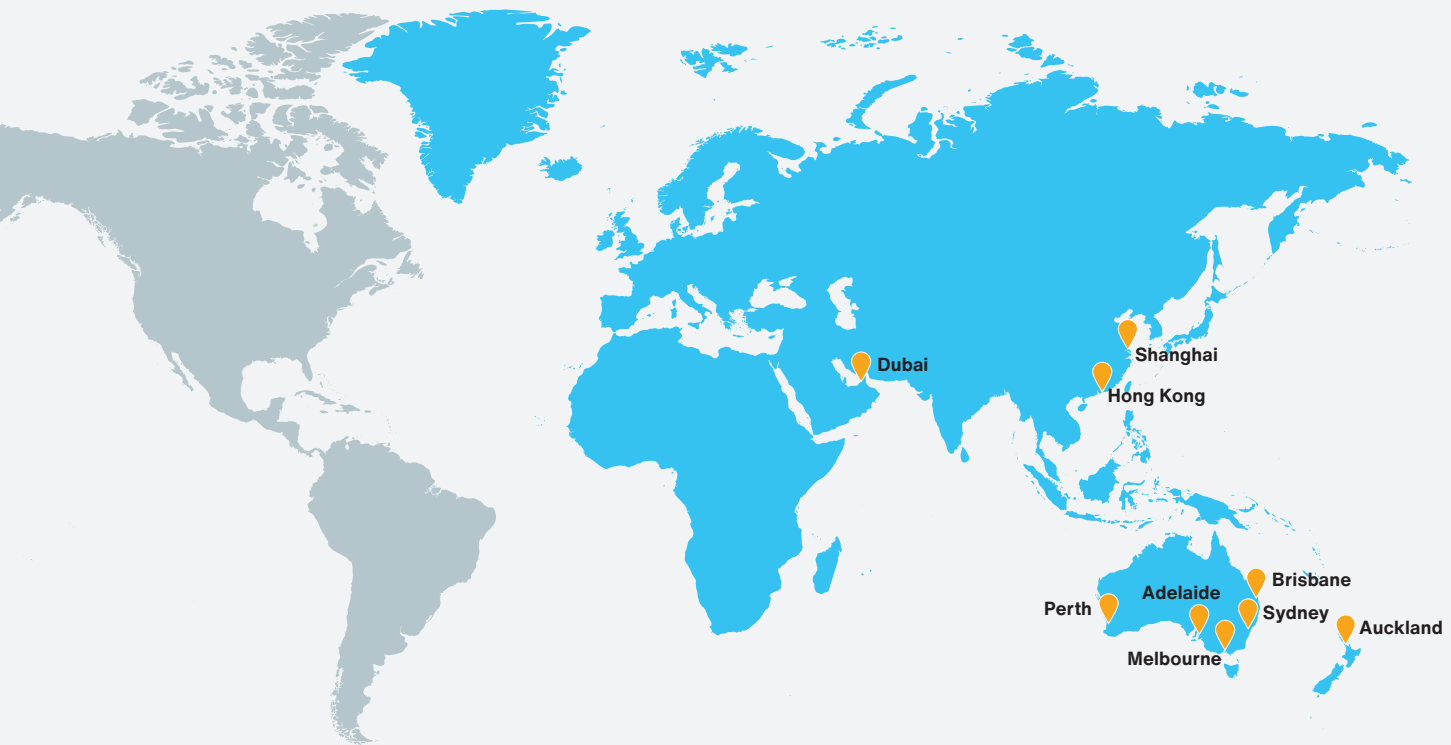 Shanghai
Dubai
Hong Kong
Brisbane
Adelaide
Perth
Sydney
Auckland
Melbourne